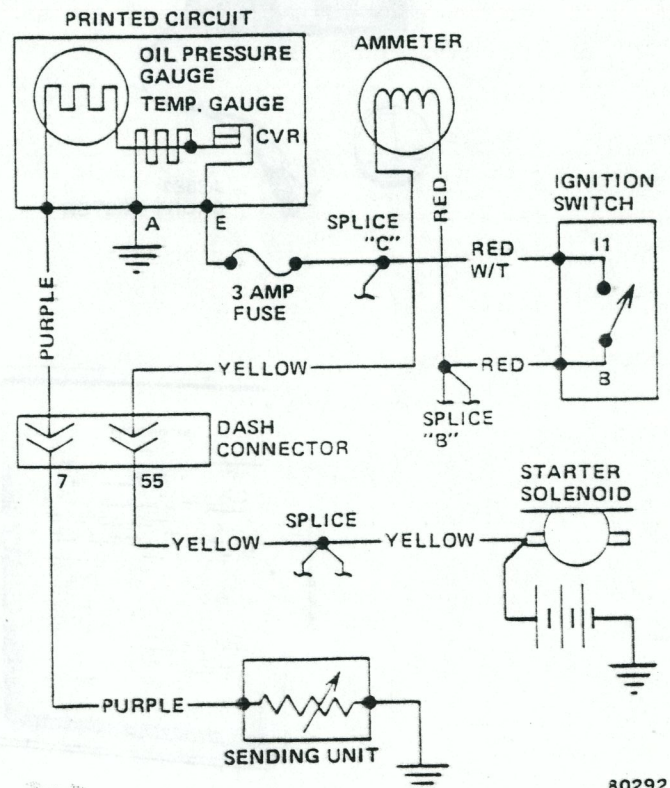 PRINTED CIRCUIT
OIL PRESSURE
GAUGE
TEMP. GAUGE
CVR
A
E
AMMETER
RED
IGNITION
SWITCH
I1
B
SPLICE
"C"
RED
W/T
3 AMP
FUSE
PURPLE
YELLOW
RED
SPLICE
"B"
DASH
CONNECTOR
7
55
STARTER
SOLENOID
SPLICE
YELLOW
YELLOW
PURPLE
SENDING UNIT
80292